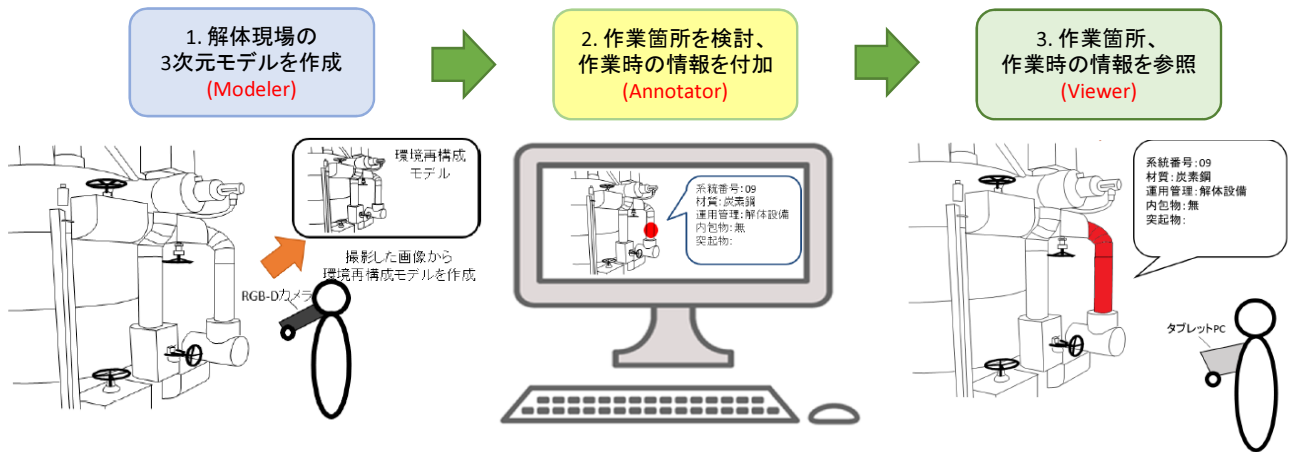 1. 解体現場の
3次元モデルを作成
(Modeler)
2. 作業箇所を検討、
作業時の情報を付加
(Annotator)
3. 作業箇所、
作業時の情報を参照
(Viewer)
環境再構成
モデル
撮影した画像から
環境再構成モデルを作成
RGB-Dカメラ
系統番号:09
材質:炭素鋼
運用管理:解体設備
内包物:無
突起物:
系統番号:09
材質:炭素鋼
運用管理:解体設備
内包物:無
突起物:
タブレットPC